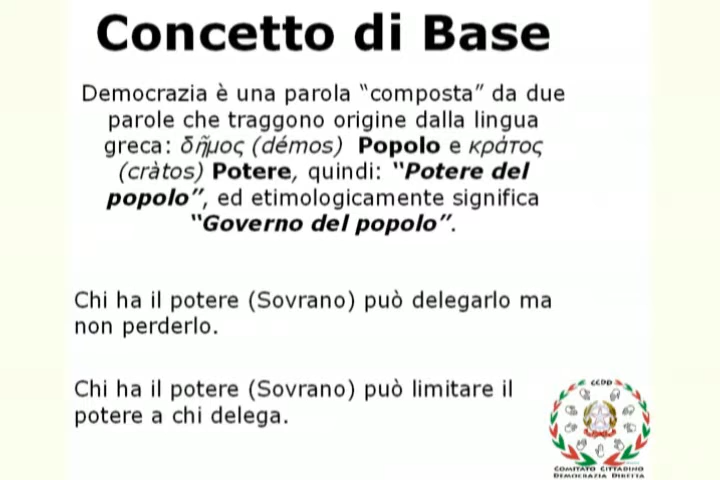 Concetto di Base
Democrazia è una parola "composta" da due
parole che traggono origine dalla lingua
greca: δῆμος (démos) Popolo e κράτος
(cràtos) Potere, quindi: "Potere del
popolo", ed etimologicamente significa
"Governo del popolo".
Chi ha il potere (Sovrano) può delegarlo ma
non perderlo.
Chi ha il potere (Sovrano) può limitare il
potere a chi delega.
CCDD
COMITATO CITTADINO
DEMOCRAZIA DIRETTA